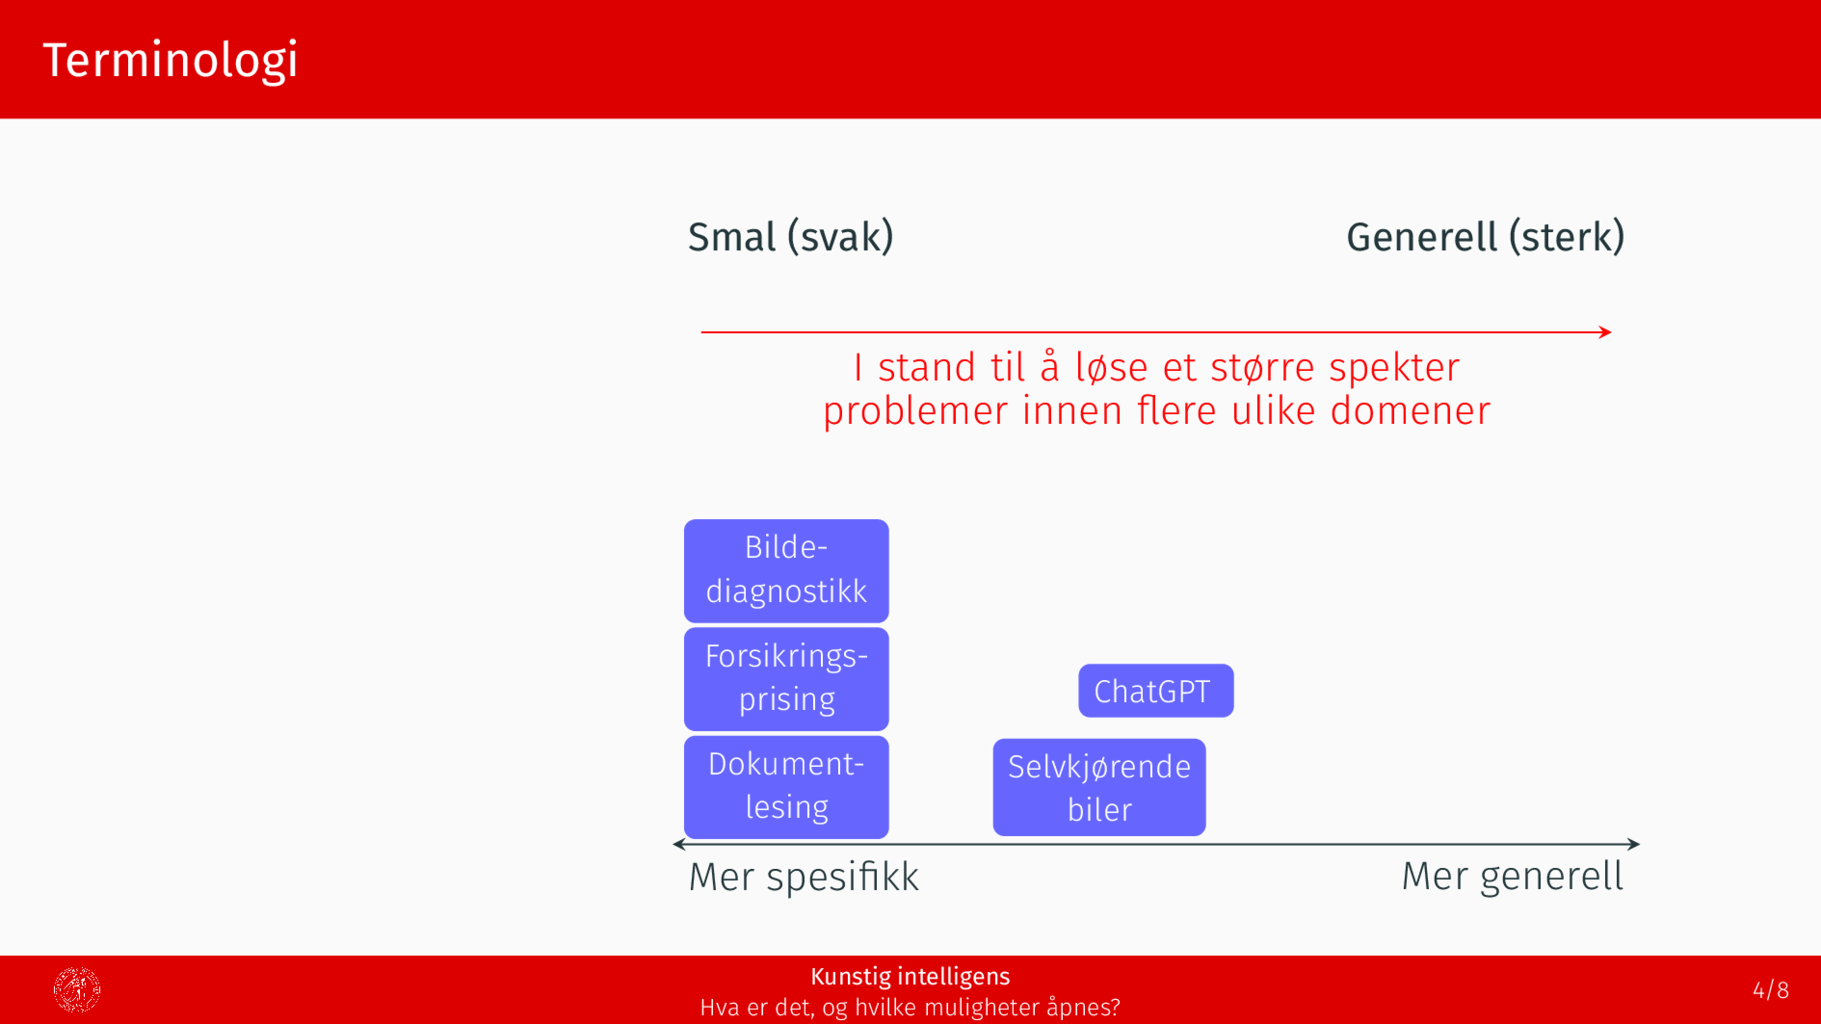 Terminologi
Smal (svak)
Generell (sterk)
I stand til å løse et større spekter
problemer innen flere ulike domener
Bilde-
diagnostikk
Forsikrings-
prising
Dokument-
lesing
ChatGPT
Selvkjørende
biler
Mer spesifikk
Mer generell
Kunstig intelligens
Hva er det, og hvilke muligheter åpnes?
4/8